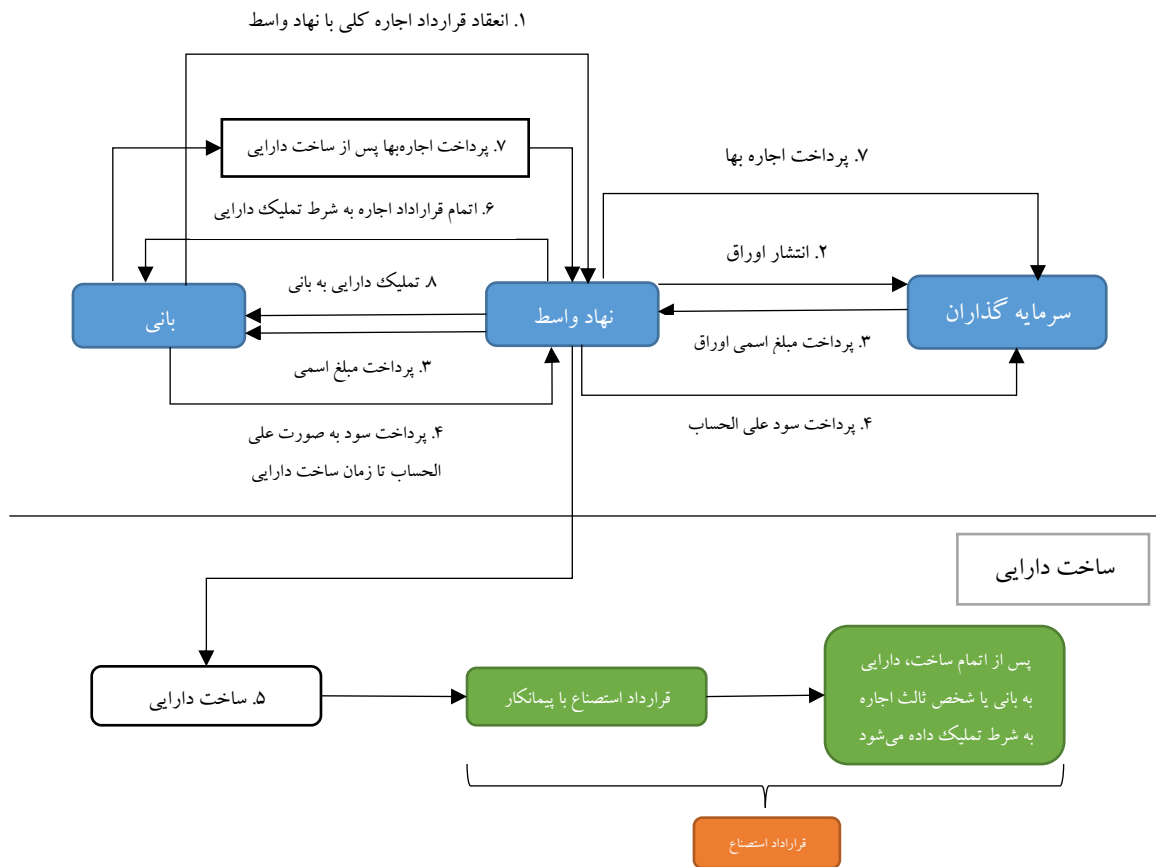 ۱. انعقاد قرارداد اجاره کلی با نهاد واسط
۷. پرداخت اجاره‌بها پس از ساخت دارایی
۷. پرداخت اجاره بها
۶. اتمام قراراداد اجاره به شرط تملیک دارایی
۲. انتشار اوراق
۸. تملیک دارایی به بانی
سرمایه گذاران
نهاد واسط
بانی
۳. پرداخت مبلغ اسمی اوراق
۳. پرداخت مبلغ اسمی
۴. پرداخت سود علی الحساب
۴. پرداخت سود به صورت علی
الحساب تا زمان ساخت دارایی
ساخت دارایی
۵. ساخت دارایی
قرارداد استصناع با پیمانکار
پس از اتمام ساخت، دارایی
به بانی یا شخص ثالث اجاره
به شرط تملیک داده می‌شود
قراراداد استصناع